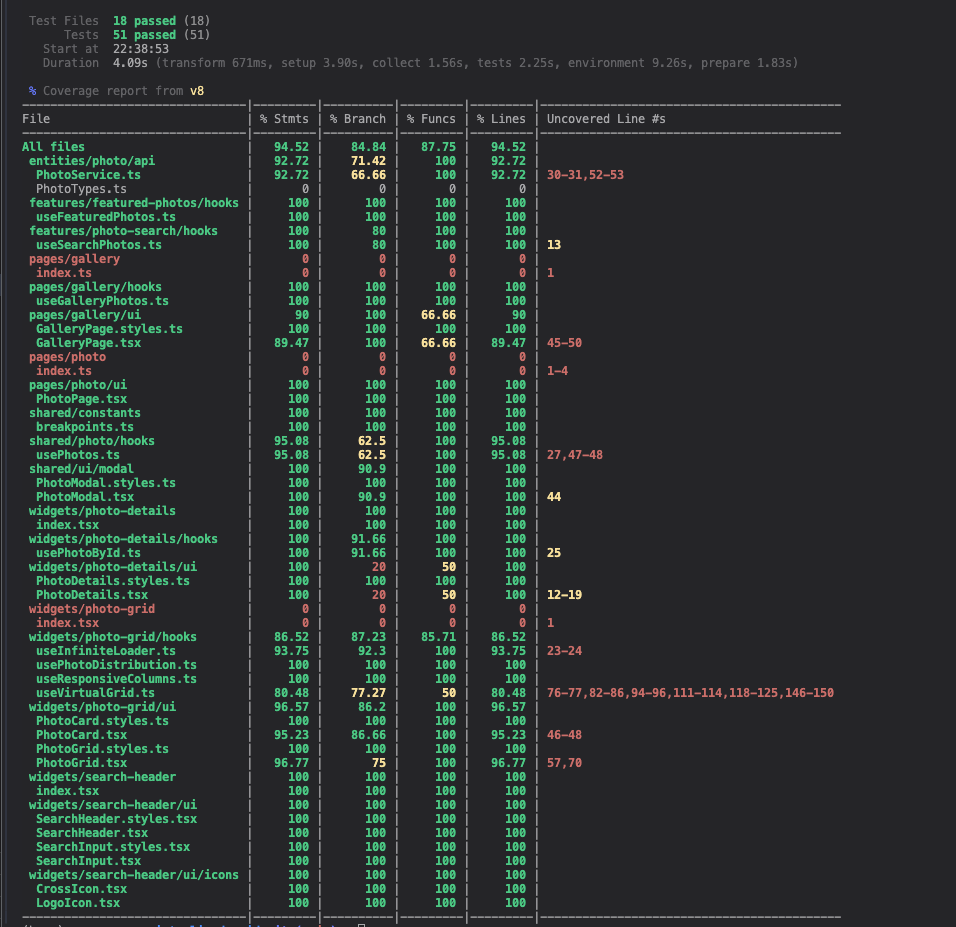 Test Files 18 passed (18)
Tests 51 passed (51)
Start at 22:38:53
Duration 4.09s (transform 671ms, setup 3.90s, collect 1.56s, tests 2.25s, environment 9.26s, prepare 1.83s)
% Coverage report from v8
File | % Stmts | % Branch | % Funcs | % Lines | Uncovered Line #s
All files | 94.52 | 84.84 | 87.75 | 94.52 |
entities/photo/api | 92.72 | 71.42 | 100 | 92.72 |
PhotoService.ts | 92.72 | 66.66 | 100 | 92.72 | 30-31,52-53
PhotoTypes.ts | 0 | 0 | 0 | 0 |
features/featured-photos/hooks | 100 | 100 | 100 | 100 |
useFeaturedPhotos.ts | 100 | 100 | 100 | 100 |
features/photo-search/hooks | 100 | 80 | 100 | 100 |
useSearchPhotos.ts | 100 | 80 | 100 | 100 | 13
pages/gallery | 0 | 0 | 0 | 0 |
index.ts | 0 | 0 | 0 | 0 | 1
pages/gallery/hooks | 100 | 100 | 100 | 100 |
useGalleryPhotos.ts | 100 | 100 | 100 | 100 |
pages/gallery/ui | 90 | 100 | 66.66 | 90 |
GalleryPage.styles.ts | 100 | 100 | 100 | 100 |
GalleryPage.tsx | 89.47 | 100 | 66.66 | 89.47 | 45-50
pages/photo | 0 | 0 | 0 | 0 |
index.ts | 0 | 0 | 0 | 0 | 1-4
pages/photo/ui | 100 | 100 | 100 | 100 |
PhotoPage.tsx | 100 | 100 | 100 | 100 |
shared/constants | 100 | 100 | 100 | 100 |
breakpoints.ts | 100 | 100 | 100 | 100 |
shared/photo/hooks | 95.08 | 62.5 | 100 | 95.08 |
usePhotos.ts | 95.08 | 62.5 | 100 | 95.08 | 27,47-48
shared/ui/modal | 100 | 90.9 | 100 | 100 |
PhotoModal.styles.ts | 100 | 100 | 100 | 100 |
PhotoModal.tsx | 100 | 90.9 | 100 | 100 | 44
widgets/photo-details | 100 | 100 | 100 | 100 |
index.tsx | 100 | 100 | 100 | 100 |
widgets/photo-details/hooks | 100 | 91.66 | 100 | 100 |
usePhotoById.ts | 100 | 91.66 | 100 | 100 | 25
widgets/photo-details/ui | 100 | 20 | 50 | 100 |
PhotoDetails.styles.ts | 100 | 100 | 100 | 100 |
PhotoDetails.tsx | 100 | 20 | 50 | 100 | 12-19
widgets/photo-grid | 0 | 0 | 0 | 0 |
index.tsx | 0 | 0 | 0 | 0 | 1
widgets/photo-grid/hooks | 86.52 | 87.23 | 85.71 | 86.52 |
useInfiniteLoader.ts | 93.75 | 92.3 | 100 | 93.75 | 23-24
usePhotoDistribution.ts | 100 | 100 | 100 | 100 |
useResponsiveColumns.ts | 100 | 100 | 100 | 100 |
useVirtualGrid.ts | 80.48 | 77.27 | 50 | 80.48 | 76-77,82-86,94-96,111-114,118-125,146-150
widgets/photo-grid/ui | 96.57 | 86.2 | 100 | 96.57 |
PhotoCard.styles.ts | 100 | 100 | 100 | 100 |
PhotoCard.tsx | 95.23 | 86.66 | 100 | 95.23 | 46-48
PhotoGrid.styles.ts | 100 | 100 | 100 | 100 |
PhotoGrid.tsx | 96.77 | 75 | 100 | 96.77 | 57,70
widgets/search-header | 100 | 100 | 100 | 100 |
index.tsx | 100 | 100 | 100 | 100 |
widgets/search-header/ui | 100 | 100 | 100 | 100 |
SearchHeader.styles.tsx | 100 | 100 | 100 | 100 |
SearchHeader.tsx | 100 | 100 | 100 | 100 |
SearchInput.styles.tsx | 100 | 100 | 100 | 100 |
SearchInput.tsx | 100 | 100 | 100 | 100 |
widgets/search-header/ui/icons | 100 | 100 | 100 | 100 |
CrossIcon.tsx | 100 | 100 | 100 | 100 |
LogoIcon.tsx | 100 | 100 | 100 | 100 |